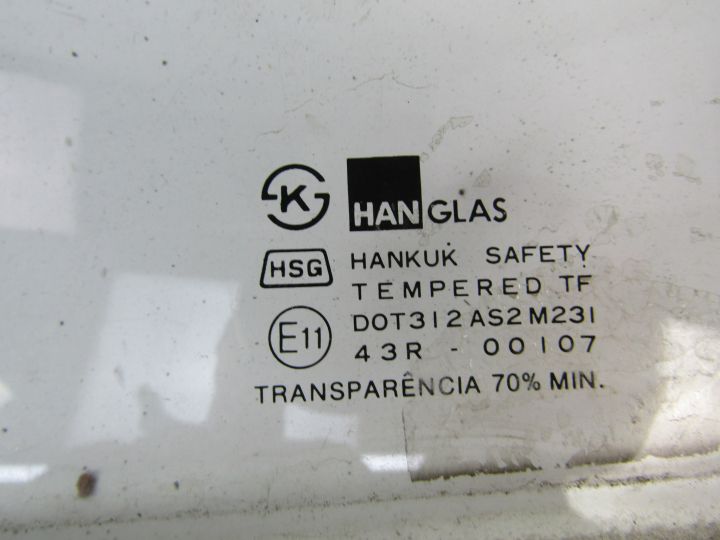 K HANGLAS
HSG HANKUK SAFETY
TEMPERED TF
E11 DOT312 AS2 M231
43R - 00107
TRANSPARÊNCIA 70% MIN.